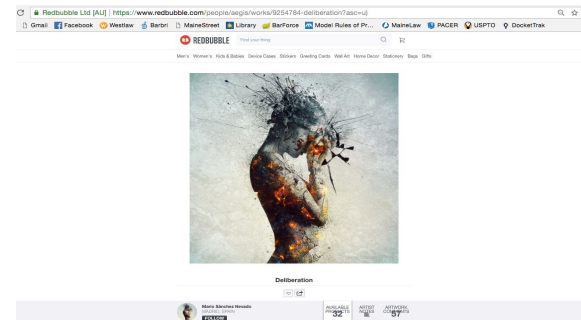 Redbubble Ltd [AU] | https://www.redbubble.com/people/aegis/works/9254784-deliberation?asc=u)
Gmail Facebook Westlaw Barbri MaineStreet Library BarForce Model Rules of Pr... MaineLaw PACER USPTO DocketTrak
REDBUBBLE Find your thing
Men's Women's Kids & Babies Device Cases Stickers Greeting Cards Wall Art Home Decor Stationery Bags Gifts
Deliberation
Mario Sánchez Nevado
MADRID, SPAIN
FOLLOW
AVAILABLE PRODUCTS
32
ARTIST NOTES
ARTWORK COMMENTS
57